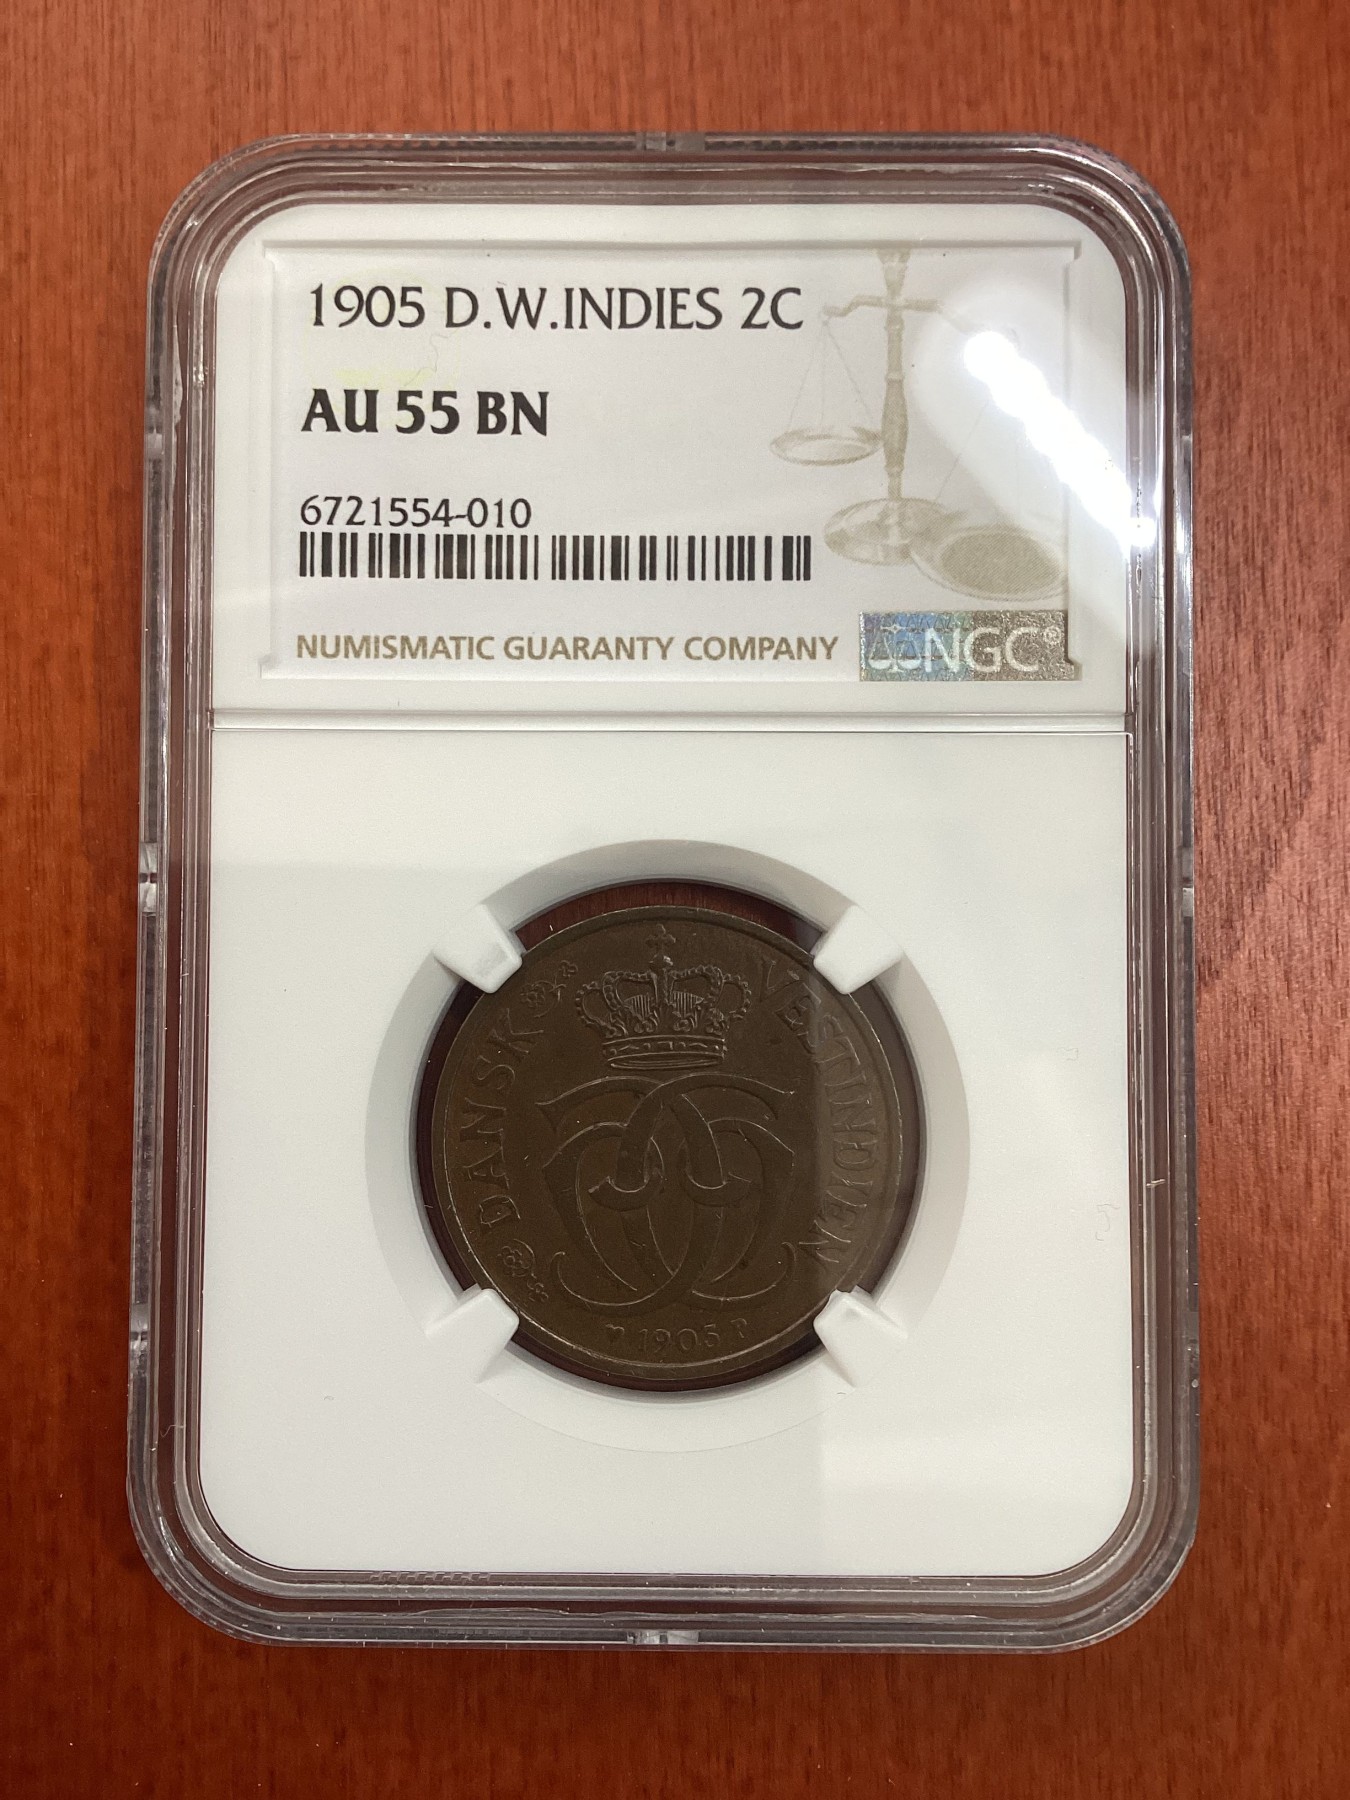 1905 D.W.INDIES 2C
AU 55 BN
6721554-010
NUMISMATIC GUARANTY COMPANY
NGC®
DANSK VESTINDIEN
♥ 1905 P